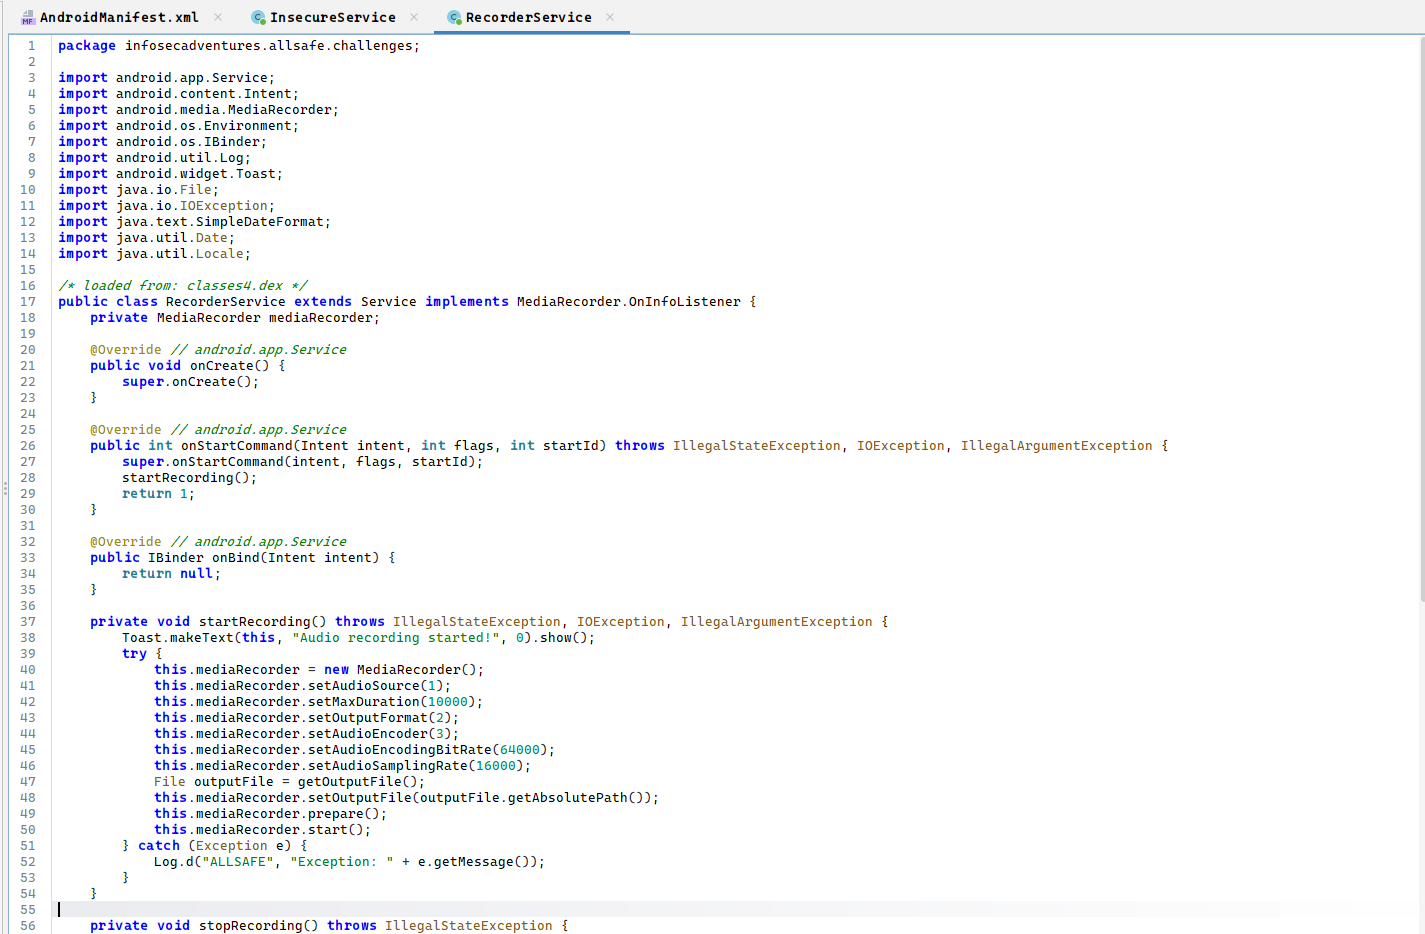 AndroidManifest.xml × InsecureService × RecorderService ×
1 package infosecadventures.allsafe.challenges;
2
3 import android.app.Service;
4 import android.content.Intent;
5 import android.media.MediaRecorder;
6 import android.os.Environment;
7 import android.os.IBinder;
8 import android.util.Log;
9 import android.widget.Toast;
10 import java.io.File;
11 import java.io.IOException;
12 import java.text.SimpleDateFormat;
13 import java.util.Date;
14 import java.util.Locale;
15
16 /* loaded from: classes4.dex */
17 public class RecorderService extends Service implements MediaRecorder.OnInfoListener {
18     private MediaRecorder mediaRecorder;
19
20     @Override // android.app.Service
21     public void onCreate() {
22         super.onCreate();
23     }
24
25     @Override // android.app.Service
26     public int onStartCommand(Intent intent, int flags, int startId) throws IllegalStateException, IOException, IllegalArgumentException {
27         super.onStartCommand(intent, flags, startId);
28         startRecording();
29         return 1;
30     }
31
32     @Override // android.app.Service
33     public IBinder onBind(Intent intent) {
34         return null;
35     }
36
37     private void startRecording() throws IllegalStateException, IOException, IllegalArgumentException {
38         Toast.makeText(this, "Audio recording started!", 0).show();
39         try {
40             this.mediaRecorder = new MediaRecorder();
41             this.mediaRecorder.setAudioSource(1);
42             this.mediaRecorder.setMaxDuration(10000);
43             this.mediaRecorder.setOutputFormat(2);
44             this.mediaRecorder.setAudioEncoder(3);
45             this.mediaRecorder.setAudioEncodingBitRate(64000);
46             this.mediaRecorder.setAudioSamplingRate(16000);
47             File outputFile = getOutputFile();
48             this.mediaRecorder.setOutputFile(outputFile.getAbsolutePath());
49             this.mediaRecorder.prepare();
50             this.mediaRecorder.start();
51         } catch (Exception e) {
52             Log.d("ALLSAFE", "Exception: " + e.getMessage());
53         }
54     }
55
56     private void stopRecording() throws IllegalStateException {